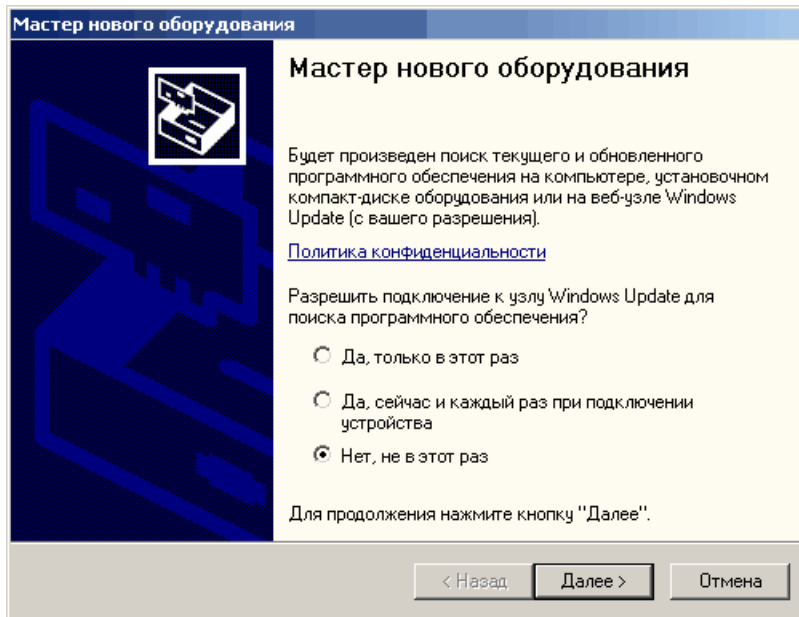 Мастер нового оборудования
Мастер нового оборудования
Будет произведен поиск текущего и обновленного
программного обеспечения на компьютере, установочном
компакт-диске оборудования или на веб-узле Windows
Update (с вашего разрешения).
Политика конфиденциальности
Разрешить подключение к узлу Windows Update для
поиска программного обеспечения?
Да, только в этот раз
Да, сейчас и каждый раз при подключении
устройства
Нет, не в этот раз
Для продолжения нажмите кнопку "Далее".
< Назад Далее > Отмена